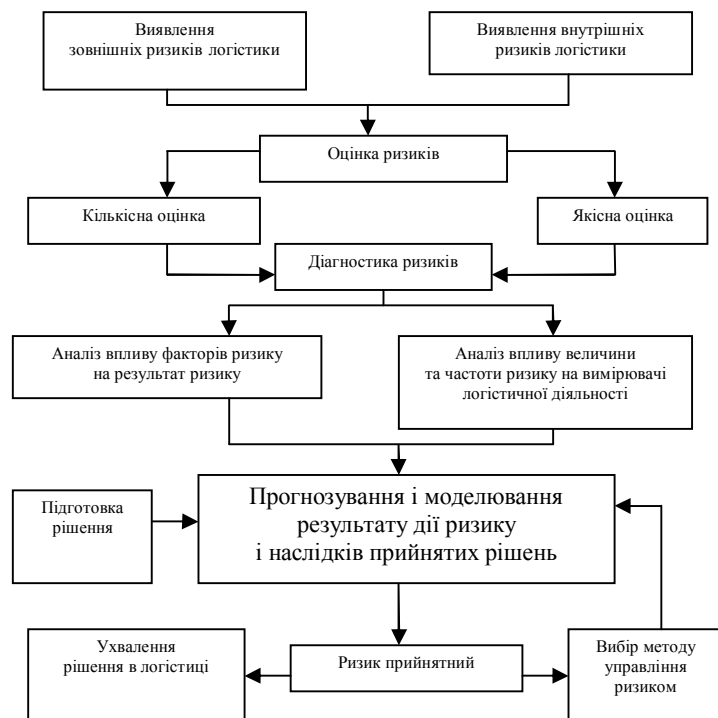 Виявлення
зовнішніх ризиків логістики
Виявлення внутрішніх
ризиків логістики
Оцінка ризиків
Кількісна оцінка
Якісна оцінка
Діагностика ризиків
Аналіз впливу факторів ризику
на результат ризику
Аналіз впливу величини
та частоти ризику на вимірювачі
логістичної діяльності
Підготовка
рішення
Прогнозування і моделювання
результату дії ризику
і наслідків прийнятих рішень
Ухвалення
рішення в логістиці
Ризик прийнятний
Вибір методу
управління
ризиком